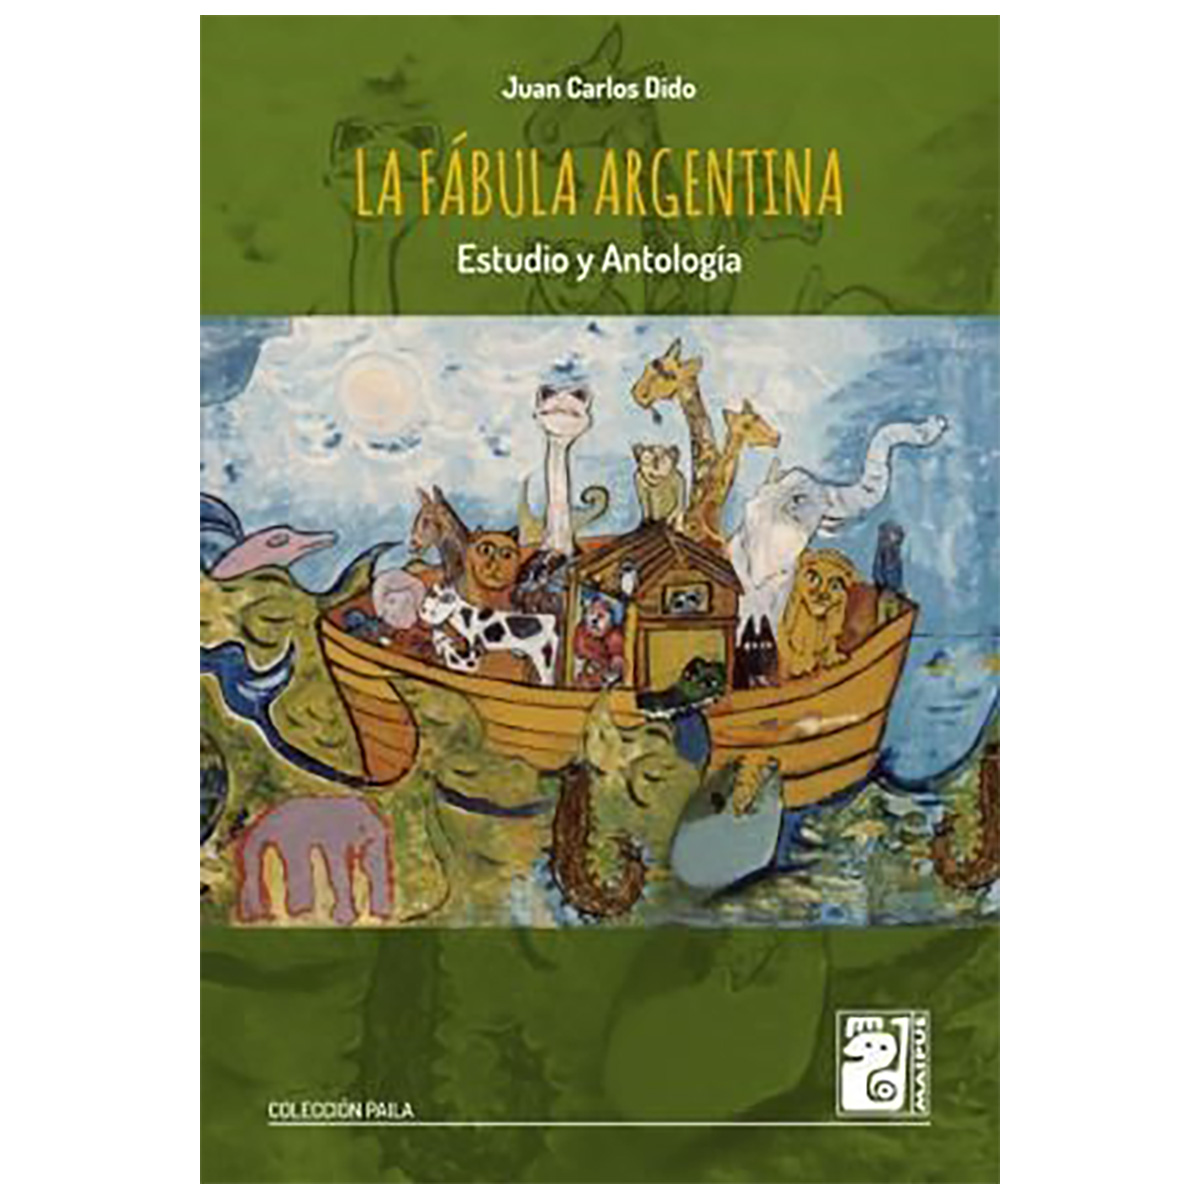 Juan Carlos Dido
LA FÁBULA ARGENTINA
Estudio y Antología
MAIPUE
COLECCIÓN PAILA